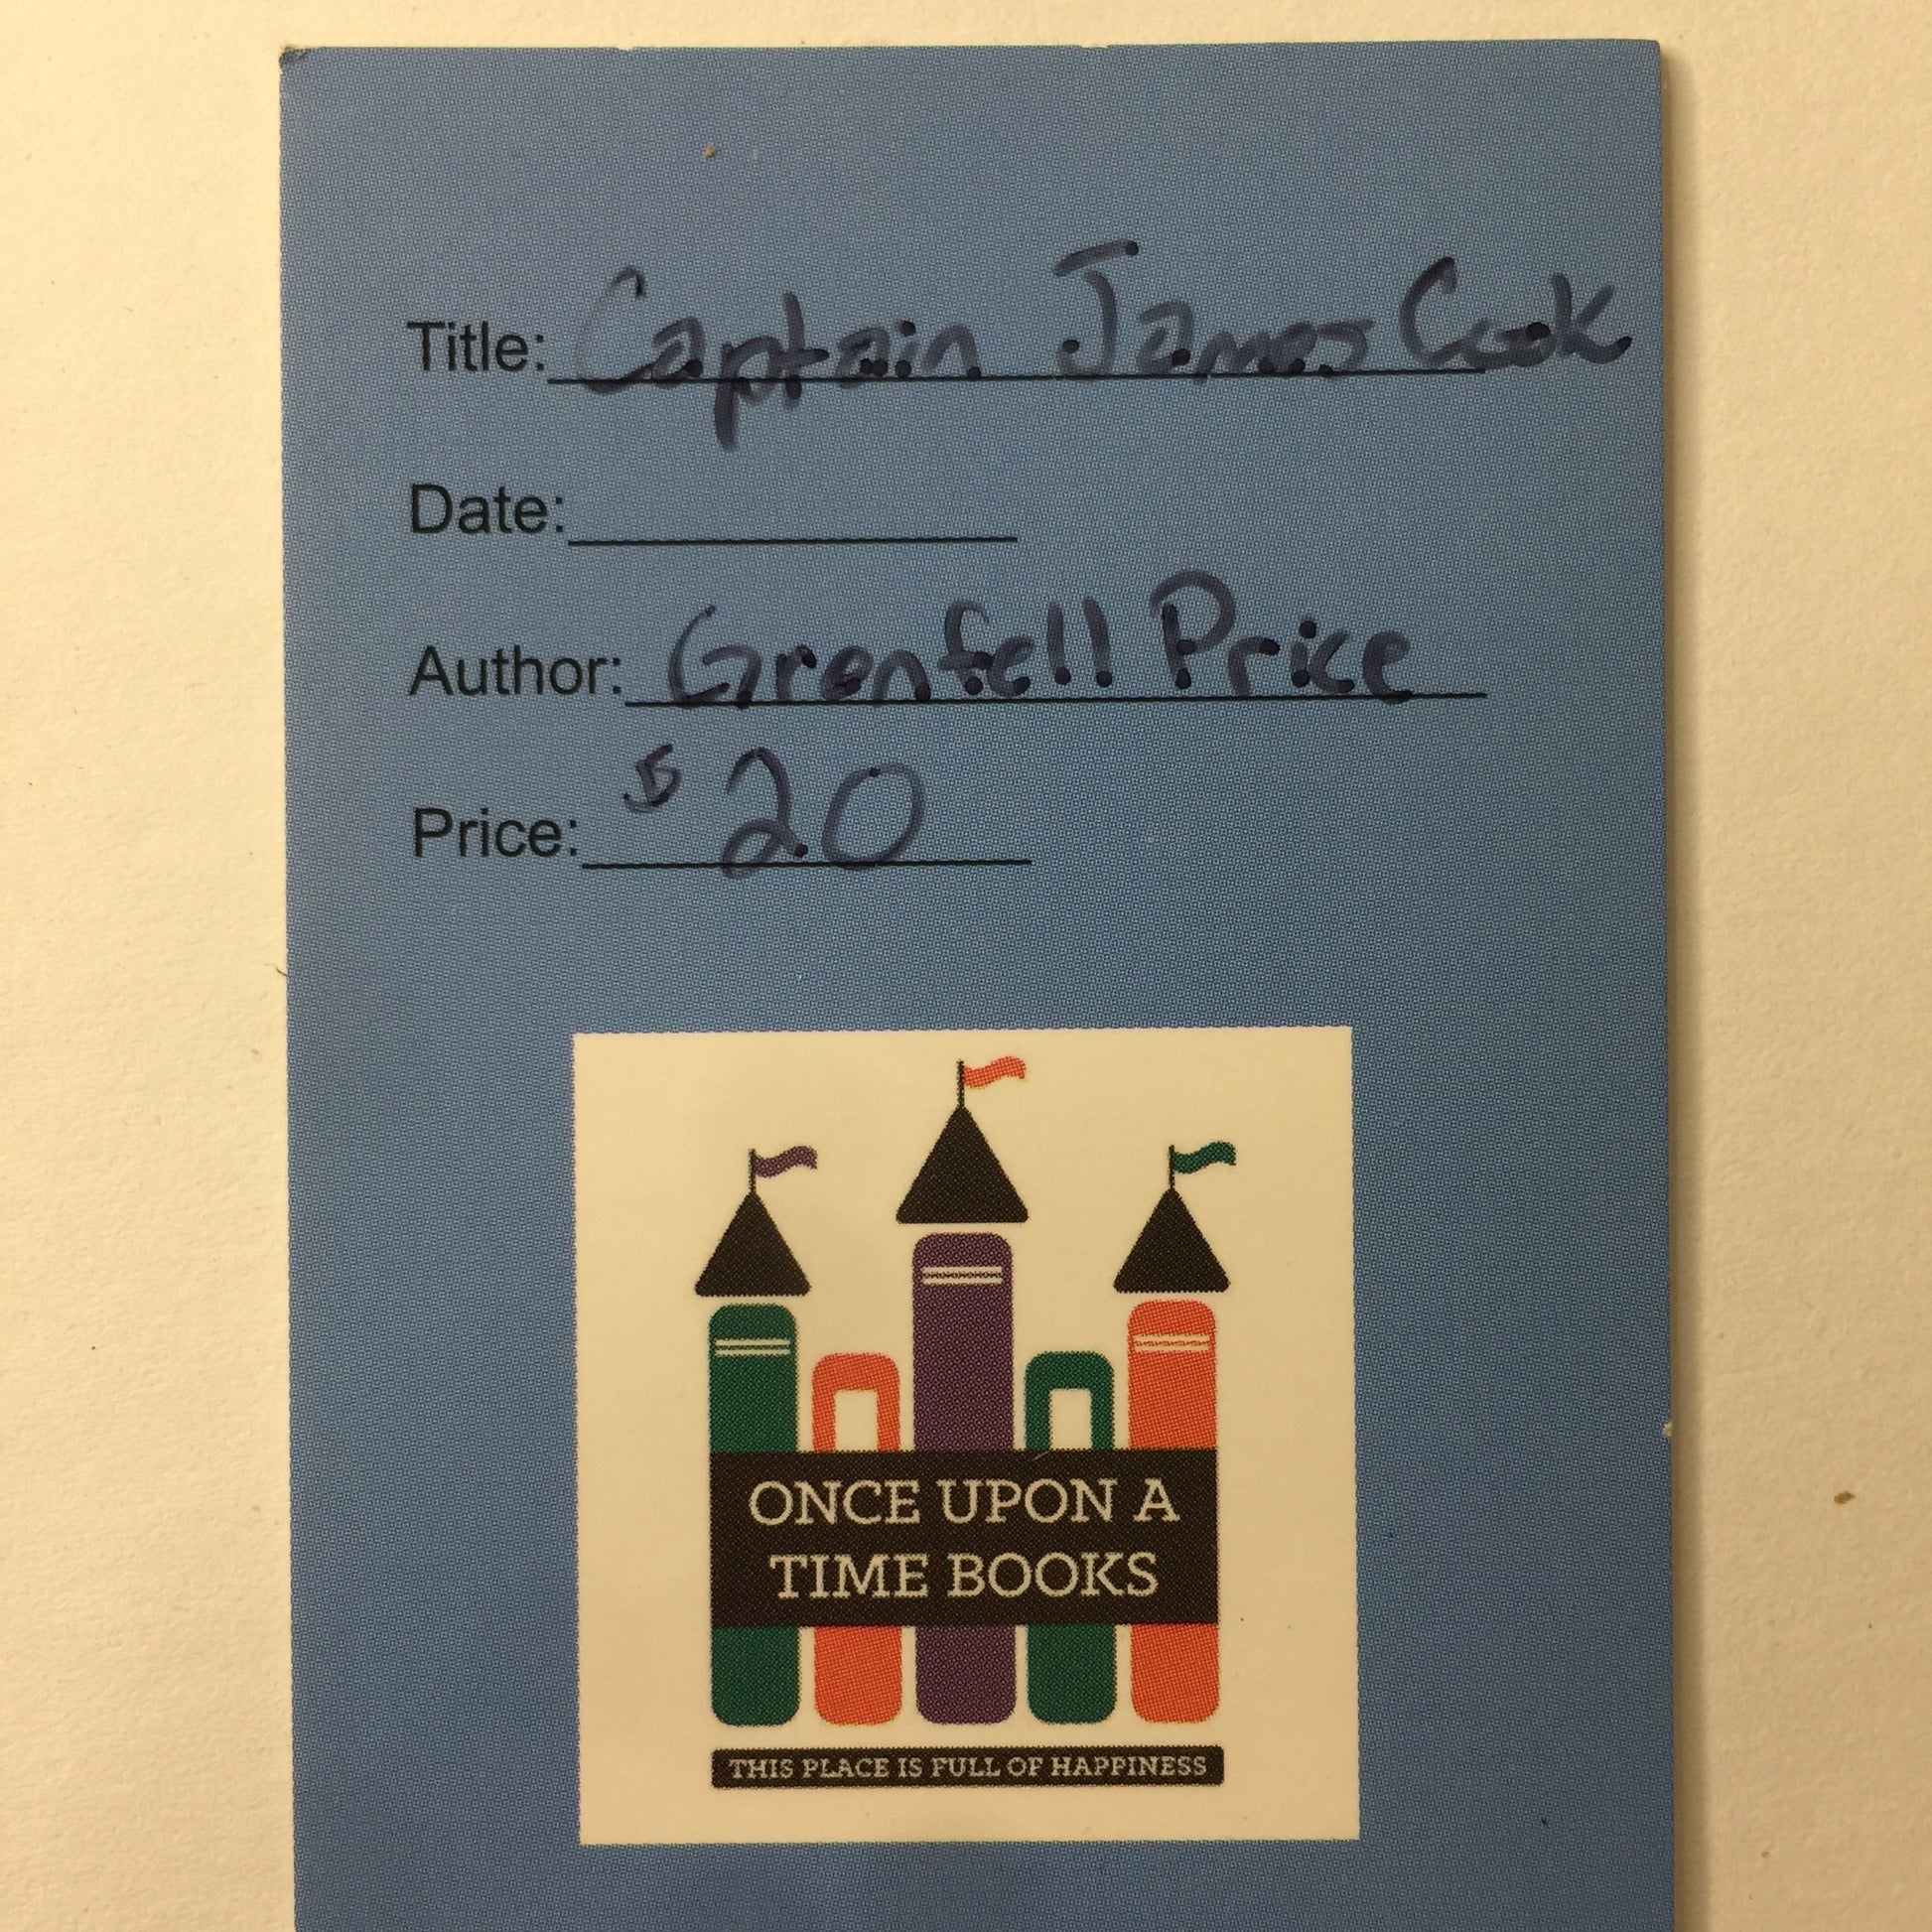 Title: Captain James Cook
Date:
Author: Grenfell Price
Price: $20
ONCE UPON A
TIME BOOKS
THIS PLACE IS FULL OF HAPPINESS